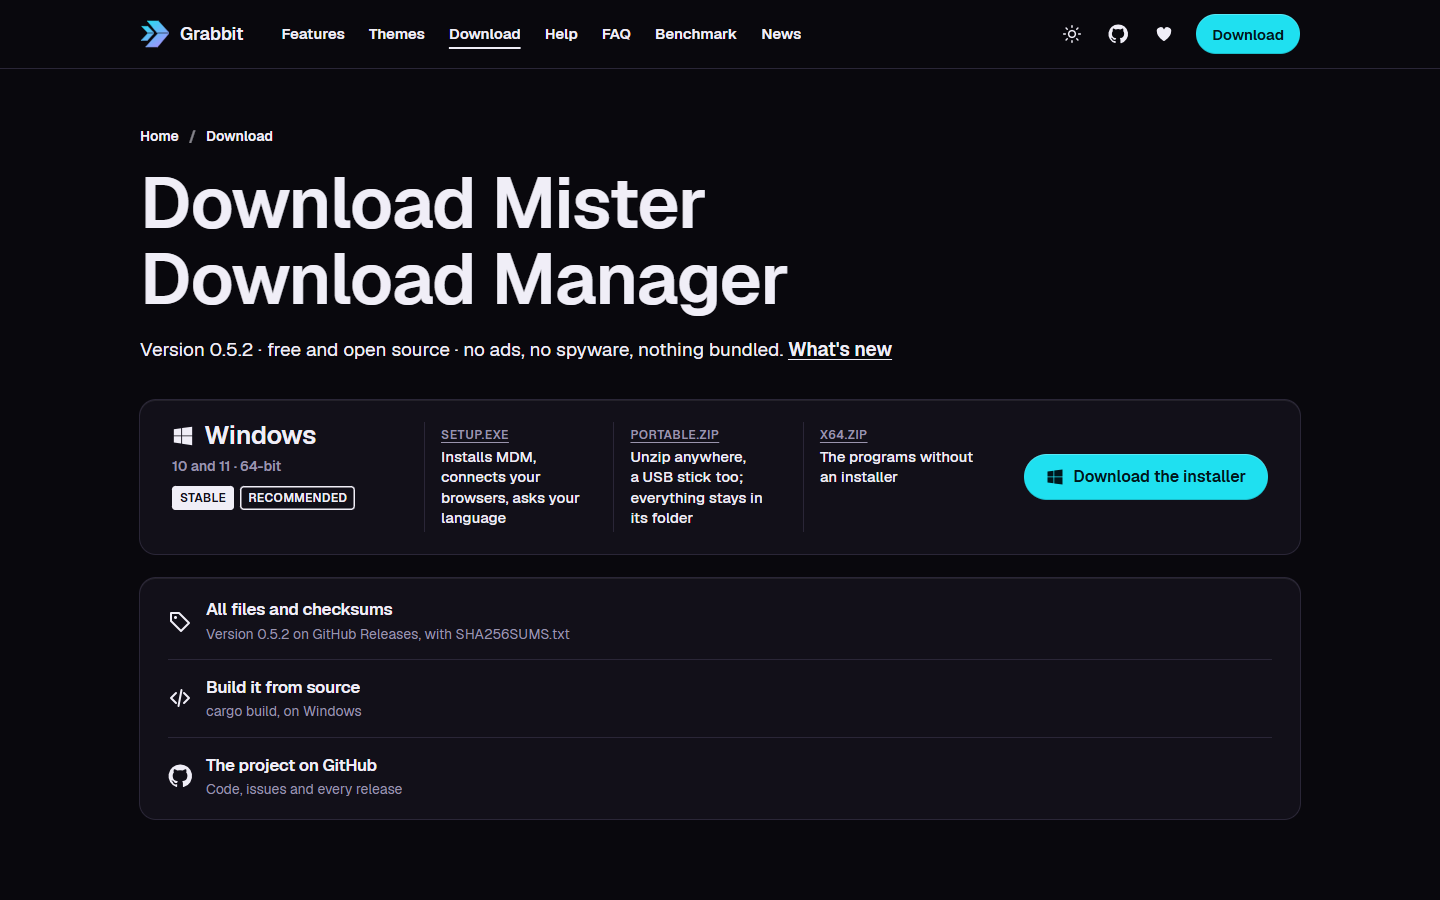 Grabbit
Features
Themes
Download
Help
FAQ
Benchmark
News
Download
Home / Download
Download Mister
Download Manager
Version 0.5.2 · free and open source · no ads, no spyware, nothing bundled. What's new
Windows
10 and 11 · 64-bit
STABLE
RECOMMENDED
SETUP.EXE
Installs MDM,
connects your
browsers, asks your
language
PORTABLE.ZIP
Unzip anywhere,
a USB stick too;
everything stays in
its folder
X64.ZIP
The programs without
an installer
Download the installer
All files and checksums
Version 0.5.2 on GitHub Releases, with SHA256SUMS.txt
Build it from source
cargo build, on Windows
The project on GitHub
Code, issues and every release